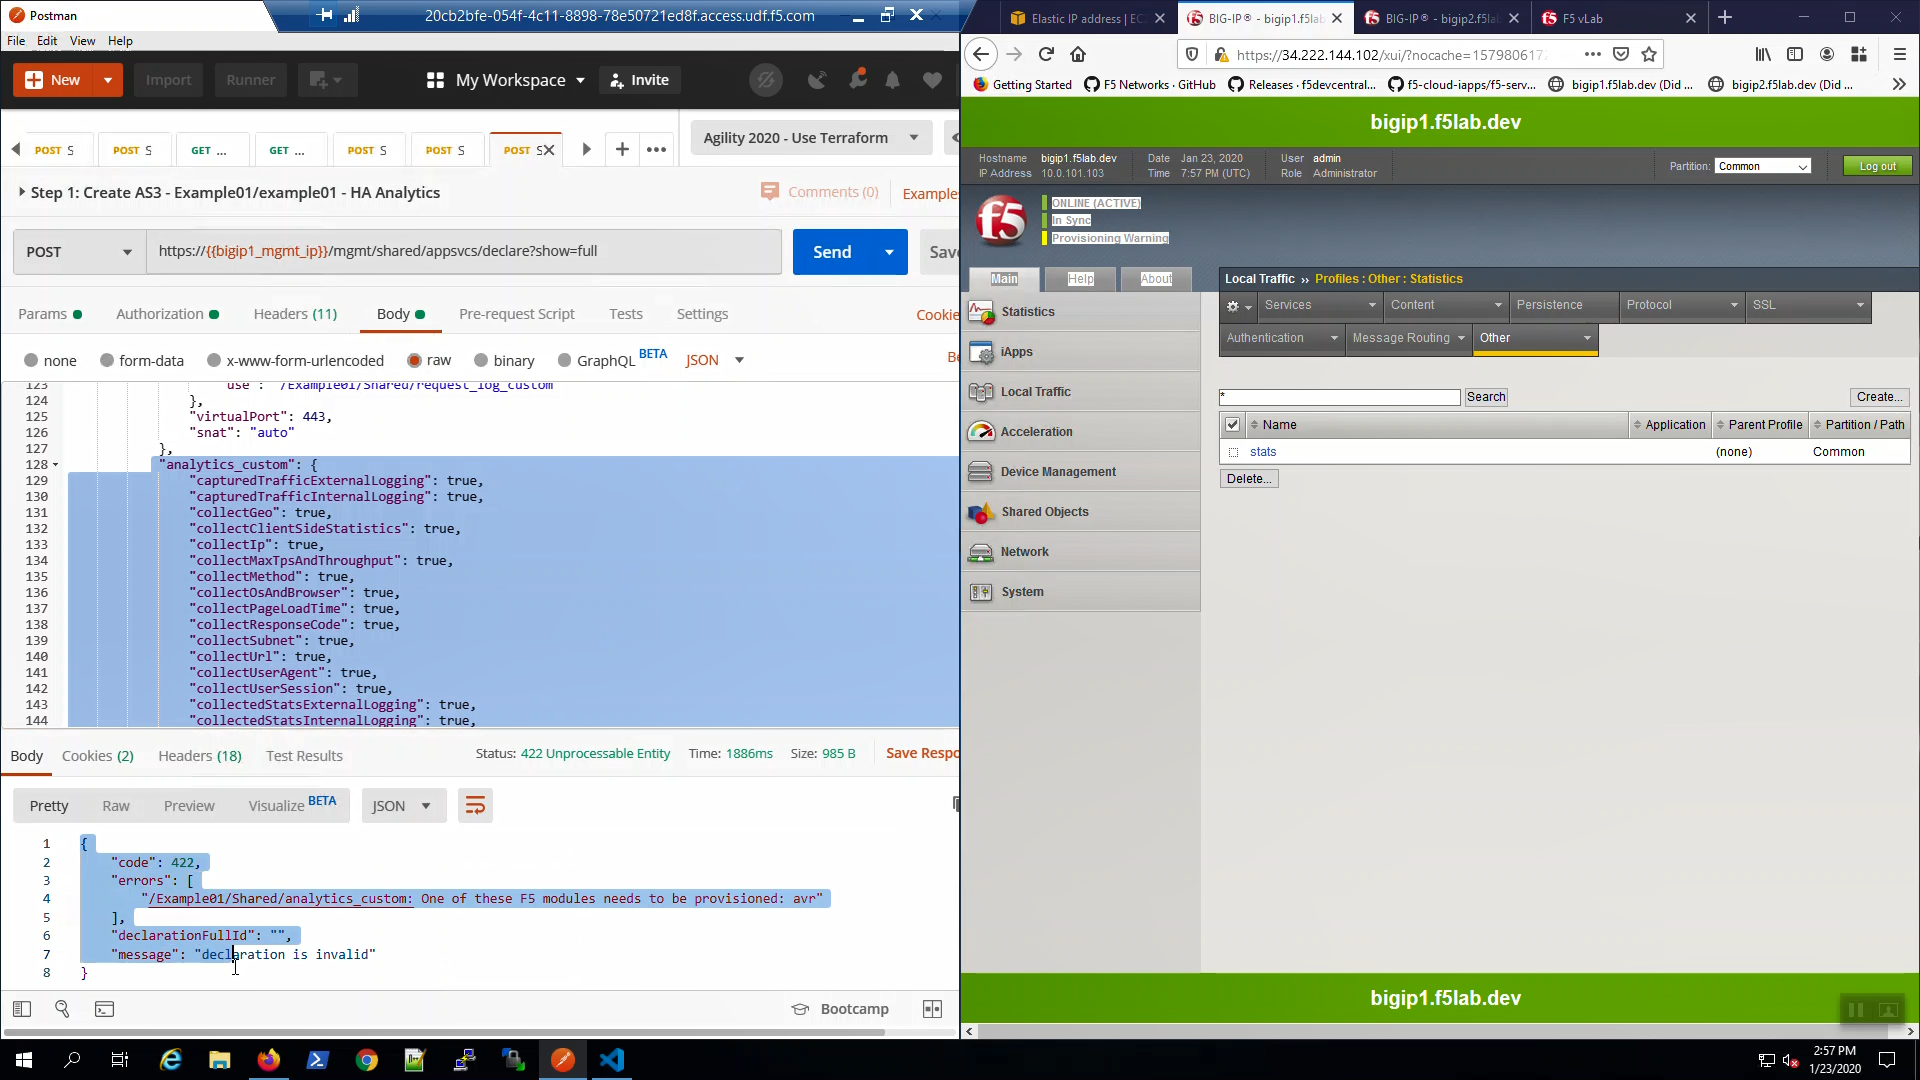 Postman
20cb2bfe-054f-4c11-8898-78e50721ed8f.access.udf.f5.com
File Edit View Help
New Import Runner My Workspace Invite
POST S POST S GET ... GET ... POST S POST S POST S Agility 2020 - Use Terraform
Step 1: Create AS3 - Example01/example01 - HA Analytics Comments (0) Examples
POST https://{{bigip1_mgmt_ip}}/mgmt/shared/appsvcs/declare?show=full Send
Params Authorization Headers (11) Body Pre-request Script Tests Settings Cookie
none form-data x-www-form-urlencoded raw binary GraphQL BETA JSON Be
123 use : "/Example01/Shared/request_log_custom"
124 },
125 "virtualPort": 443,
126 "snat": "auto"
127 },
128 "analytics_custom": {
129 "capturedTrafficExternalLogging": true,
130 "capturedTrafficInternalLogging": true,
131 "collectGeo": true,
132 "collectClientSideStatistics": true,
133 "collectIp": true,
134 "collectMaxTpsAndThroughput": true,
135 "collectMethod": true,
136 "collectOsAndBrowser": true,
137 "collectPageLoadTime": true,
138 "collectResponseCode": true,
139 "collectSubnet": true,
140 "collectUrl": true,
141 "collectUserAgent": true,
142 "collectUserSession": true,
143 "collectedStatsExternalLogging": true,
144 "collectedStatsInternalLogging": true,
Body Cookies (2) Headers (18) Test Results Status: 422 Unprocessable Entity Time: 1886ms Size: 985 B Save Respo
Pretty Raw Preview Visualize BETA JSON
1 {
2 "code": 422,
3 "errors": [
4 "/Example01/Shared/analytics_custom: One of these F5 modules needs to be provisioned: avr"
5 ],
6 "declarationFullId": "",
7 "message": "declaration is invalid"
8 }
Bootcamp
Elastic IP address | EC BIG-IP® - bigip1.f5lab BIG-IP® - bigip2.f5lab F5 vLab
https://34.222.144.102/xui/?nocache=157980617
Getting Started F5 Networks · GitHub Releases · f5devcentral... f5-cloud-iapps/f5-serv... bigip1.f5lab.dev (Did ... bigip2.f5lab.dev (Did ...
bigip1.f5lab.dev
Hostname bigip1.f5lab.dev Date Jan 23, 2020 User admin
IP Address 10.0.101.103 Time 7:57 PM (UTC) Role Administrator
Partition: Common Log out
f5
ONLINE (ACTIVE)
In Sync
Provisioning Warning
Main Help About
Local Traffic ›› Profiles : Other : Statistics
Statistics
iApps
Local Traffic
Acceleration
Device Management
Shared Objects
Network
System
Services Content Persistence Protocol SSL
Authentication Message Routing Other
* Search Create...
Name Application Parent Profile Partition / Path
stats (none) Common
Delete...
bigip1.f5lab.dev
2:57 PM
1/23/2020